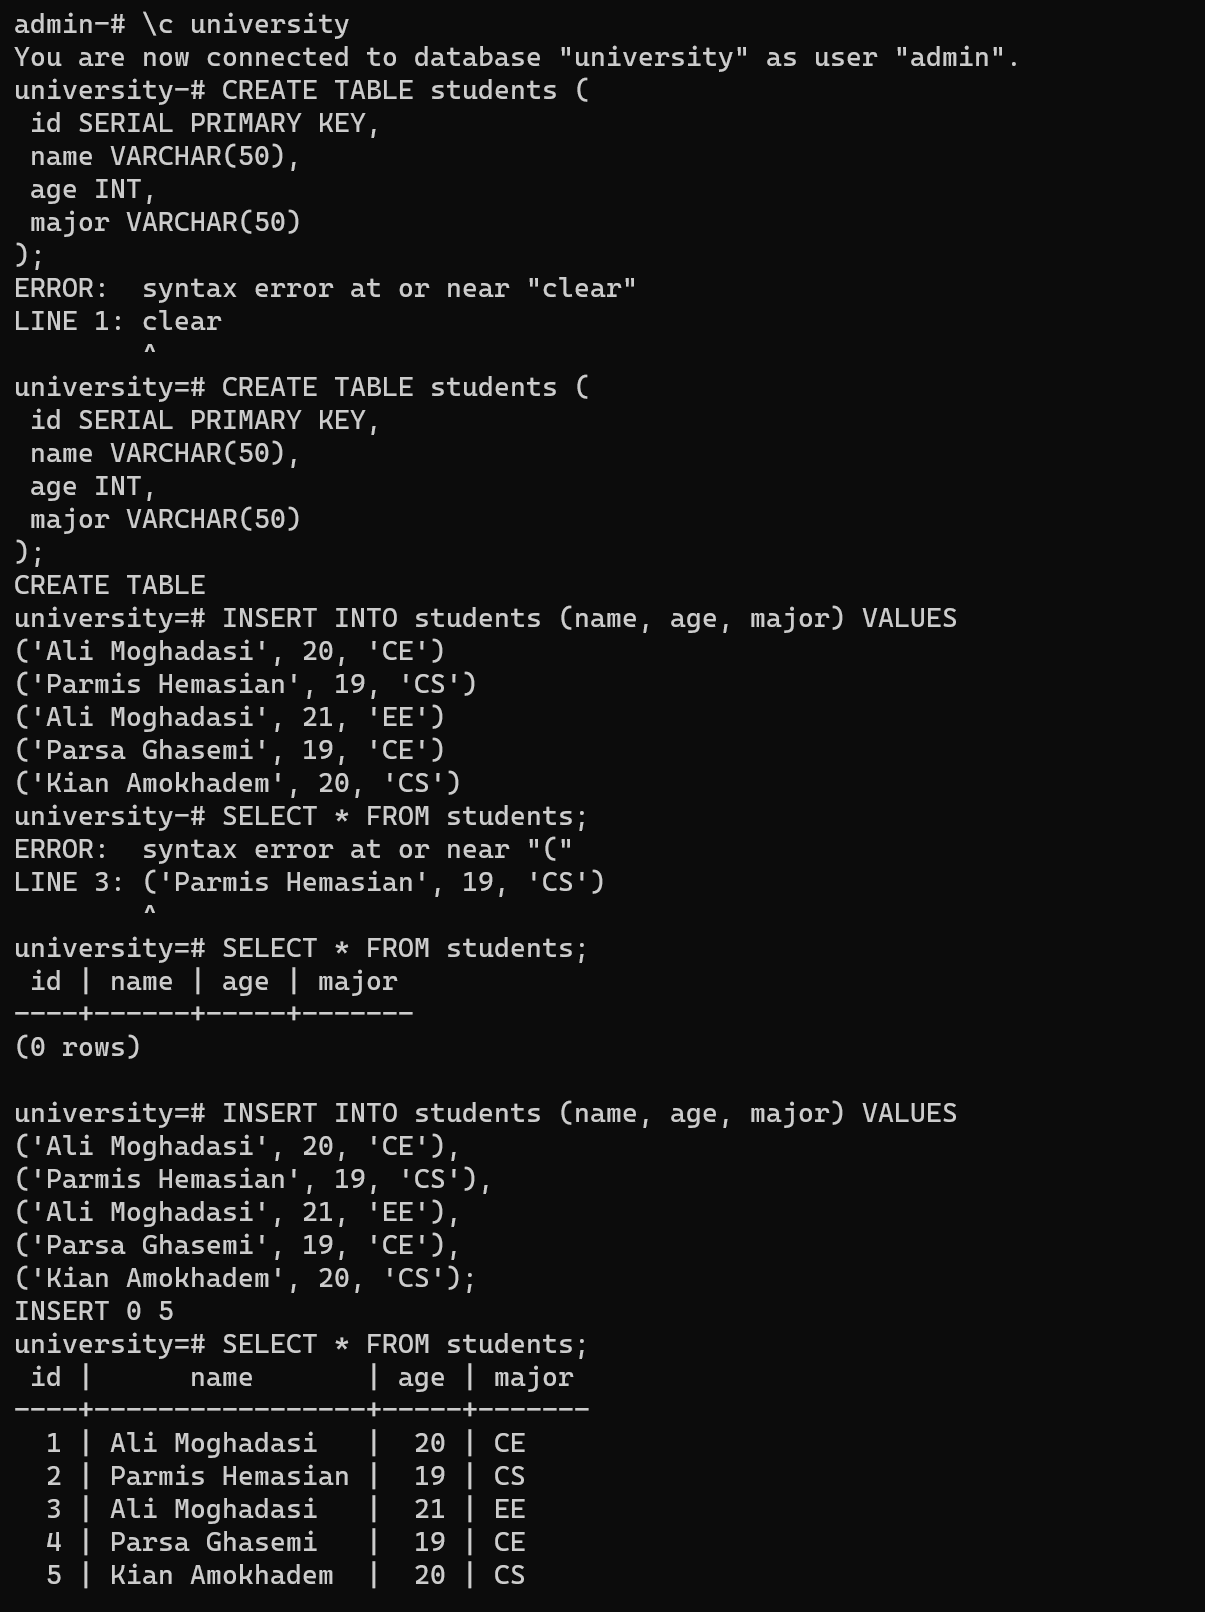 admin-# \c university
You are now connected to database "university" as user "admin".
university-# CREATE TABLE students (
 id SERIAL PRIMARY KEY,
 name VARCHAR(50),
 age INT,
 major VARCHAR(50)
);
ERROR:  syntax error at or near "clear"
LINE 1: clear
        ^
university=# CREATE TABLE students (
 id SERIAL PRIMARY KEY,
 name VARCHAR(50),
 age INT,
 major VARCHAR(50)
);
CREATE TABLE
university=# INSERT INTO students (name, age, major) VALUES
('Ali Moghadasi', 20, 'CE')
('Parmis Hemasian', 19, 'CS')
('Ali Moghadasi', 21, 'EE')
('Parsa Ghasemi', 19, 'CE')
('Kian Amokhadem', 20, 'CS')
university-# SELECT * FROM students;
ERROR:  syntax error at or near "("
LINE 3: ('Parmis Hemasian', 19, 'CS')
        ^
university=# SELECT * FROM students;
 id | name | age | major
----+------+-----+-------
(0 rows)

university=# INSERT INTO students (name, age, major) VALUES
('Ali Moghadasi', 20, 'CE'),
('Parmis Hemasian', 19, 'CS'),
('Ali Moghadasi', 21, 'EE'),
('Parsa Ghasemi', 19, 'CE'),
('Kian Amokhadem', 20, 'CS');
INSERT 0 5
university=# SELECT * FROM students;
 id |      name       | age | major
----+-----------------+-----+-------
  1 | Ali Moghadasi   |  20 | CE
  2 | Parmis Hemasian |  19 | CS
  3 | Ali Moghadasi   |  21 | EE
  4 | Parsa Ghasemi   |  19 | CE
  5 | Kian Amokhadem  |  20 | CS